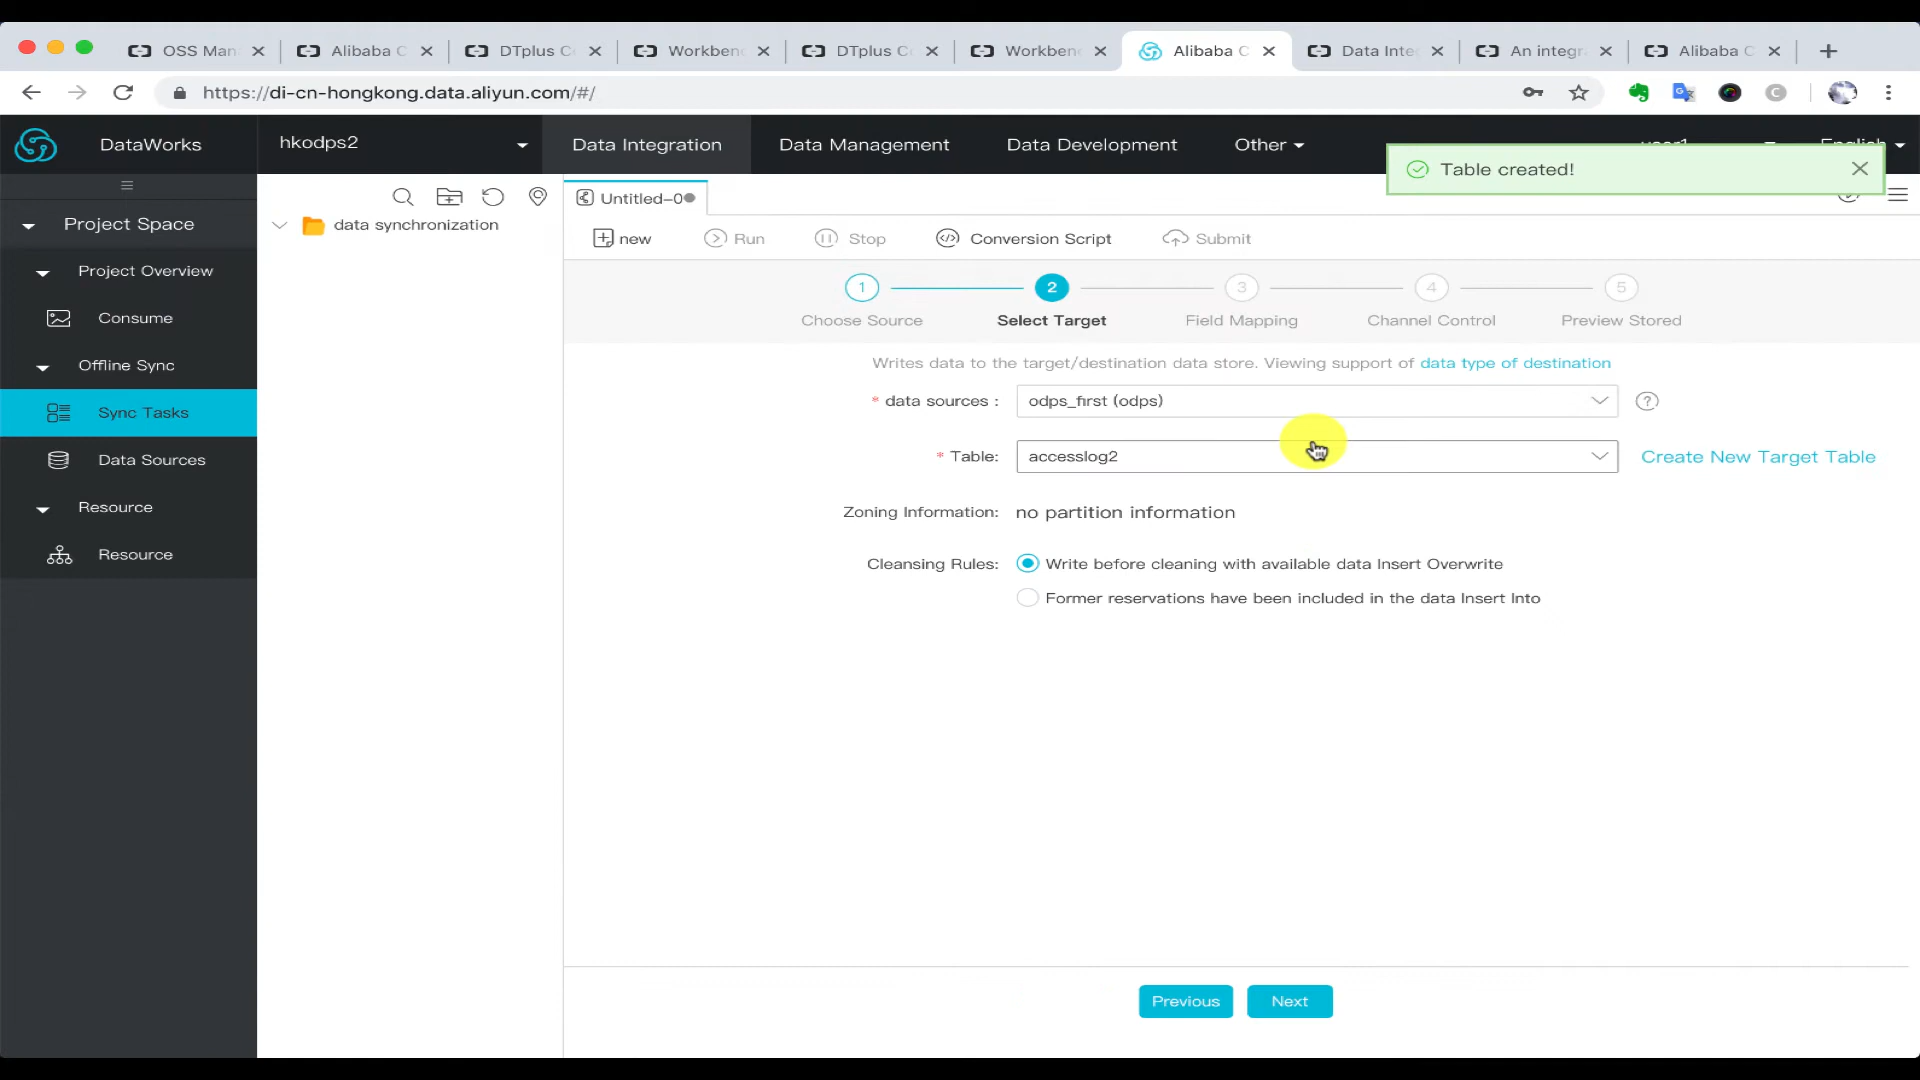 OSS Man
Alibaba C
DTplus C
Workben
DTplus C
Workben
Alibaba C
Data Inte
An integr
Alibaba C
https://di-cn-hongkong.data.aliyun.com/#/
DataWorks
hkodps2
Data Integration
Data Management
Data Development
Other
user1
English
Table created!
Project Space
Project Overview
Consume
Offline Sync
Sync Tasks
Data Sources
Resource
Resource
data synchronization
Untitled-0
new
Run
Stop
Conversion Script
Submit
1
2
3
4
5
Choose Source
Select Target
Field Mapping
Channel Control
Preview Stored
Writes data to the target/destination data store. Viewing support of data type of destination
* data sources : odps_first (odps) ?
* Table: accesslog2 Create New Target Table
Zoning Information: no partition information
Cleansing Rules: Write before cleaning with available data Insert Overwrite
Former reservations have been included in the data Insert Into
Previous
Next